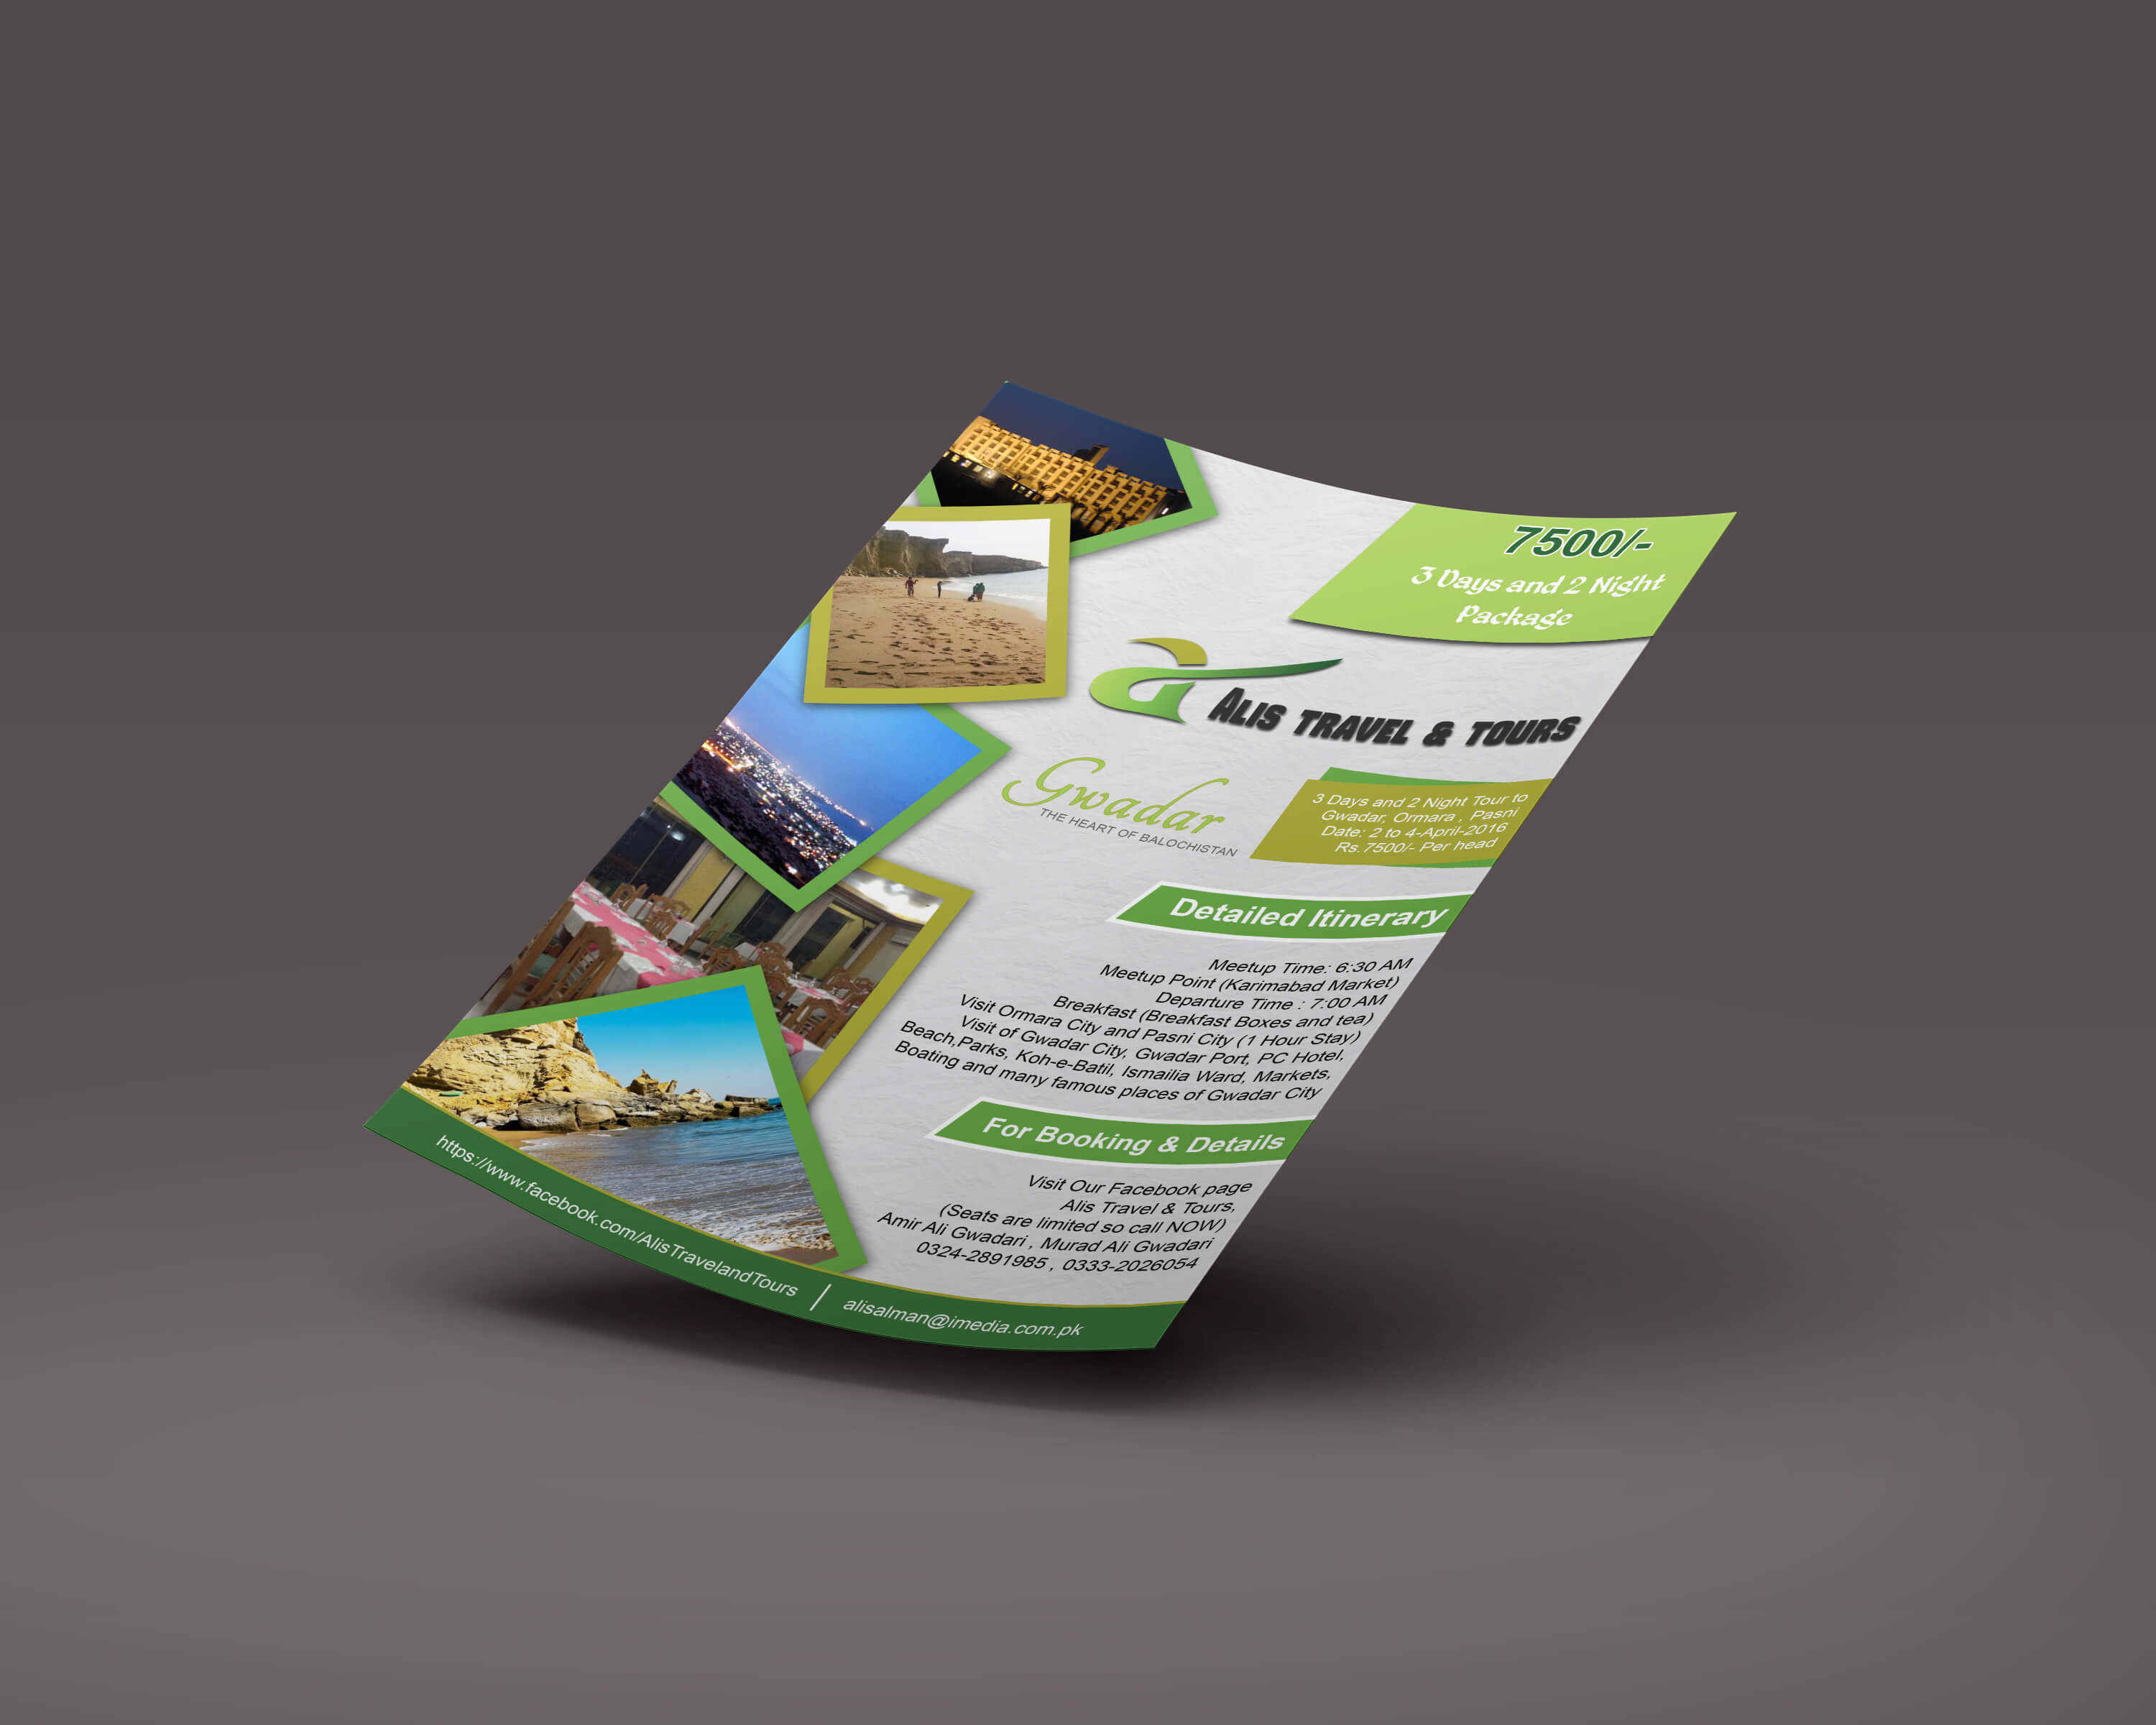 7500/-
3 Days and 2 Night
Package
ALIS TRAVEL & TOURS
Gwadar
THE HEART OF BALOCHISTAN
3 Days and 2 Night Tour to
Gwadar, Ormara , Pasni
Date: 2 to 4-April-2016
Rs.7500/- Per head
Detailed Itinerary
Meetup Time: 6:30 AM
Meetup Point (Karimabad Market)
Departure Time : 7:00 AM
Breakfast (Breakfast Boxes and tea)
Visit Ormara City and Pasni City (1 Hour Stay)
Visit of Gwadar City, Gwadar Port, PC Hotel,
Beach,Parks, Koh-e-Batil, Ismailia Ward, Markets,
Boating and many famous places of Gwadar City
For Booking & Details
Visit Our Facebook page
Alis Travel & Tours,
(Seats are limited so call NOW)
Amir Ali Gwadari , Murad Ali Gwadari
0324-2891985 , 0333-2026054
https://www.facebook.com/AlisTravelandTours | alisalman@imedia.com.pk